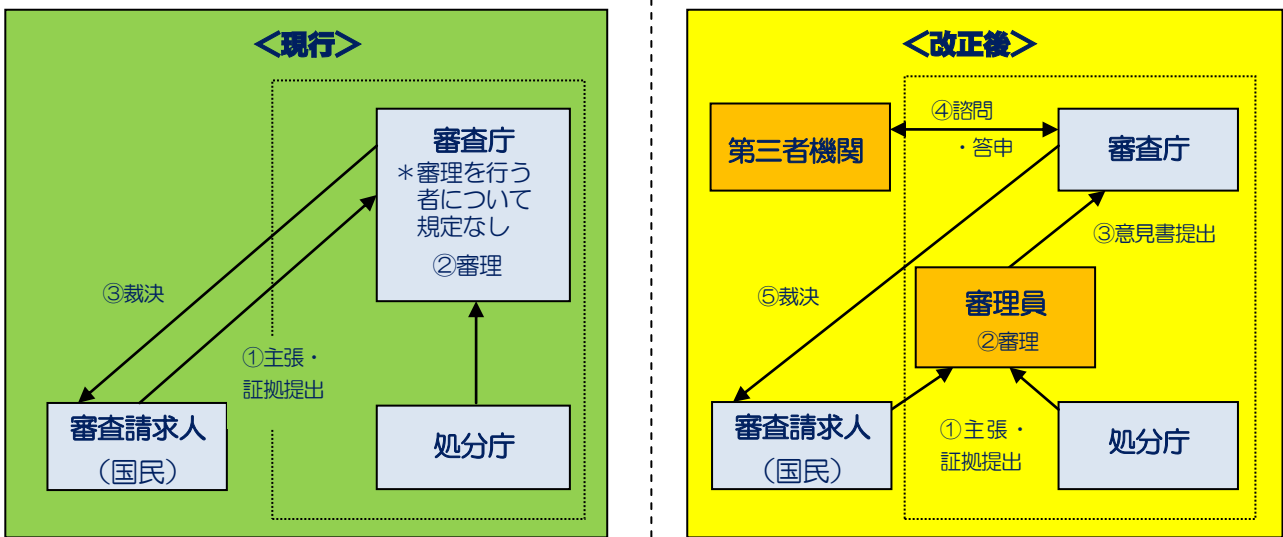 <現行>
審査庁
*審理を行う
者について
規定なし
②審理
③裁決
①主張・
証拠提出
審査請求人
（国民）
処分庁
<改正後>
第三者機関
④諮問
・答申
審査庁
③意見書提出
⑤裁決
審理員
②審理
審査請求人
（国民）
①主張・
証拠提出
処分庁